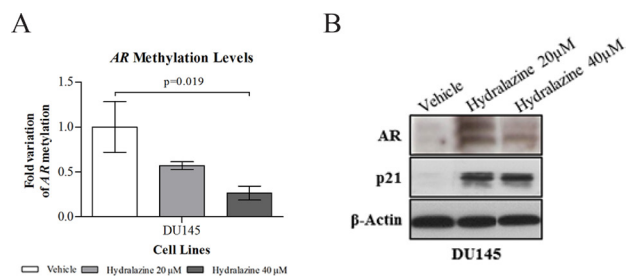 A
AR Methylation Levels
p=0.019
1.5
1.0
0.5
0.0
Fold variation
of AR metylation
DU145
Cell Lines
Vehicle
Hydralazine 20 µM
Hydralazine 40 µM
B
Vehicle
Hydralazine 20µM
Hydralazine 40µM
AR
p21
β-Actin
DU145